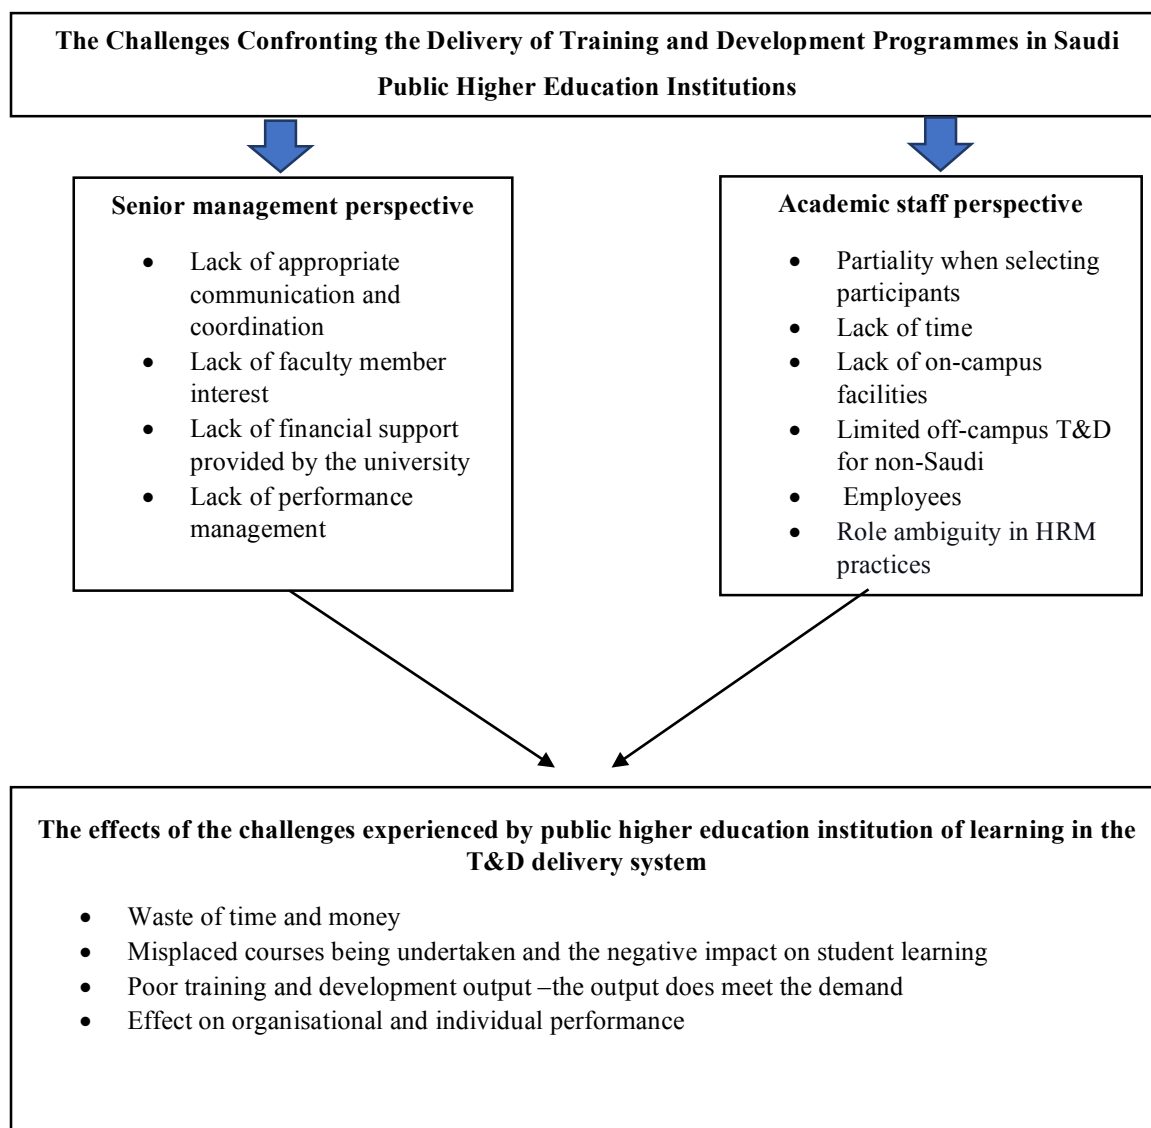 The Challenges Confronting the Delivery of Training and Development Programmes in Saudi
Public Higher Education Institutions
Senior management perspective
• Lack of appropriate
communication and
coordination
• Lack of faculty member
interest
• Lack of financial support
provided by the university
• Lack of performance
management
Academic staff perspective
• Partiality when selecting
participants
• Lack of time
• Lack of on-campus
facilities
• Limited off-campus T&D
for non-Saudi
• Employees
• Role ambiguity in HRM
practices
The effects of the challenges experienced by public higher education institution of learning in the
T&D delivery system
• Waste of time and money
• Misplaced courses being undertaken and the negative impact on student learning
• Poor training and development output –the output does meet the demand
• Effect on organisational and individual performance